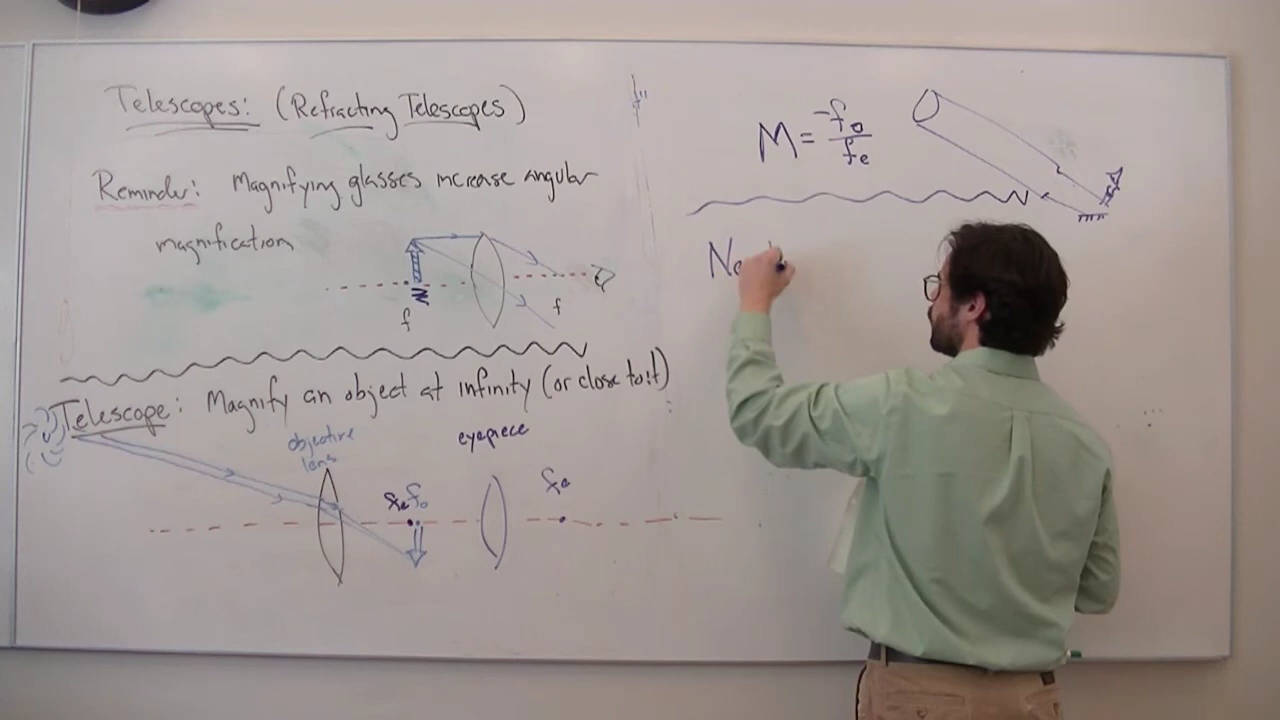 Telescopes: (Refracting Telescopes)
Reminder: Magnifying glasses increase angular
magnification
f
f
Telescope: Magnify an object at infinity (or close to it)
objective
lens
eyepiece
fe fo
fe
M = -fo/fe